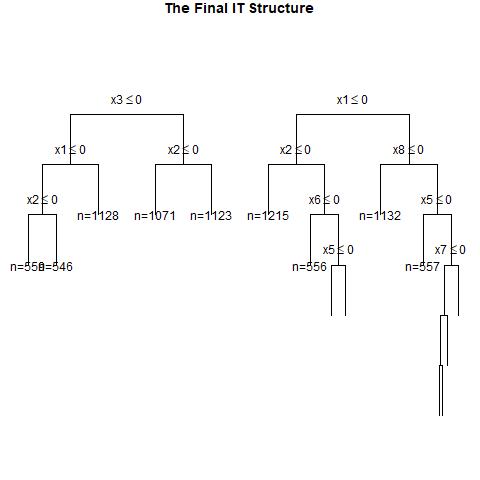 The Final IT Structure
x3 ≤ 0
x1 ≤ 0
x1 ≤ 0
x2 ≤ 0
x2 ≤ 0
x8 ≤ 0
x2 ≤ 0
n=1128
n=1071
n=1123
n=1215
x6 ≤ 0
n=1132
x5 ≤ 0
n=546
n=556
x5 ≤ 0
n=557
x7 ≤ 0